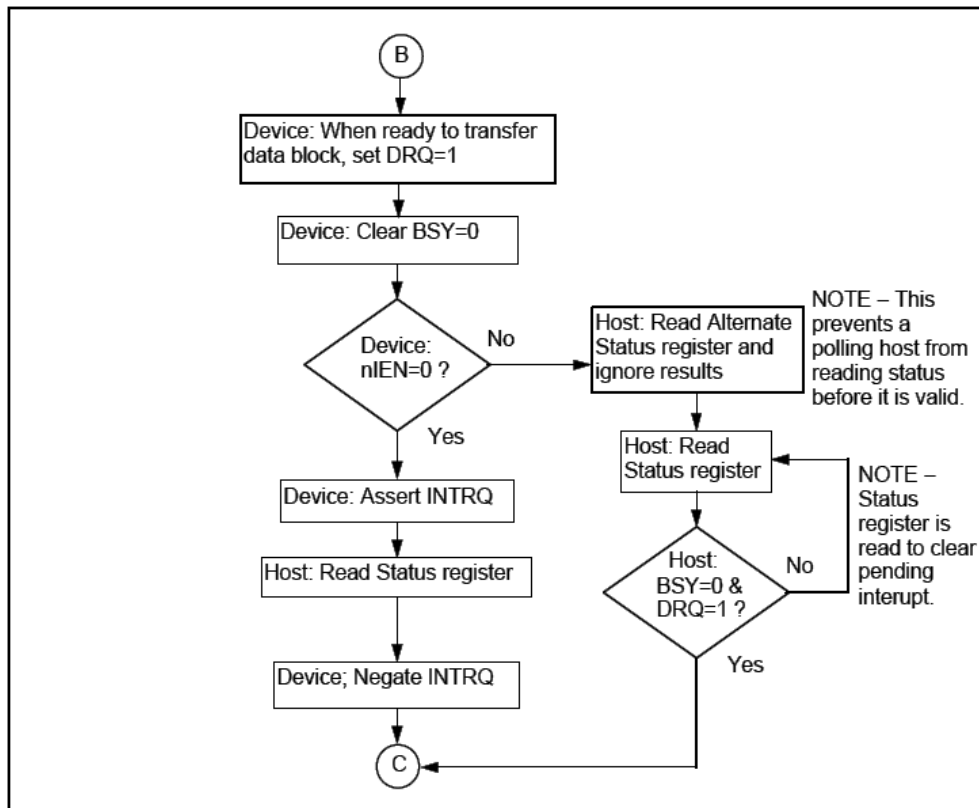 B
Device: When ready to transfer
data block, set DRQ=1
Device: Clear BSY=0
Device:
nIEN=0 ?
No
Yes
Host: Read Alternate
Status register and
ignore results
NOTE – This
prevents a
polling host from
reading status
before it is valid.
Host: Read
Status register
NOTE –
Status
register is
read to clear
pending
interupt.
Host:
BSY=0 &
DRQ=1 ?
No
Yes
Device: Assert INTRQ
Host: Read Status register
Device; Negate INTRQ
C